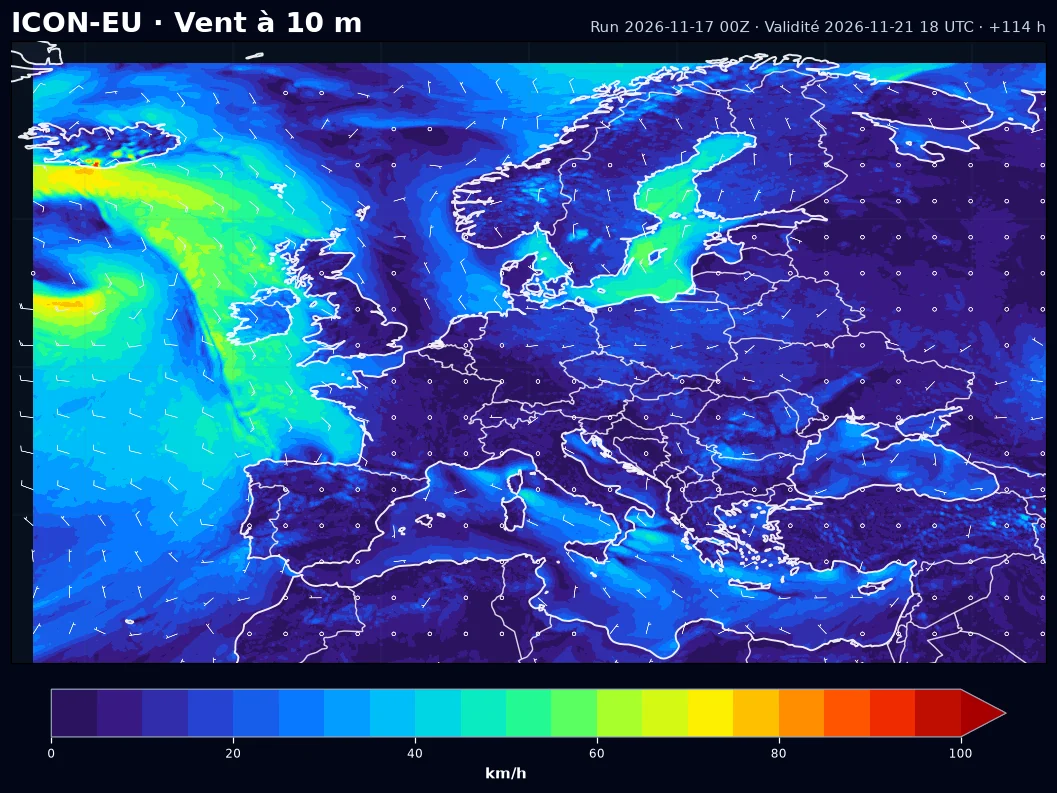 ICON-EU · Vent à 10 m
Run 2026-11-17 00Z · Validité 2026-11-21 18 UTC · +114 h
0 20 40 60 80 100
km/h